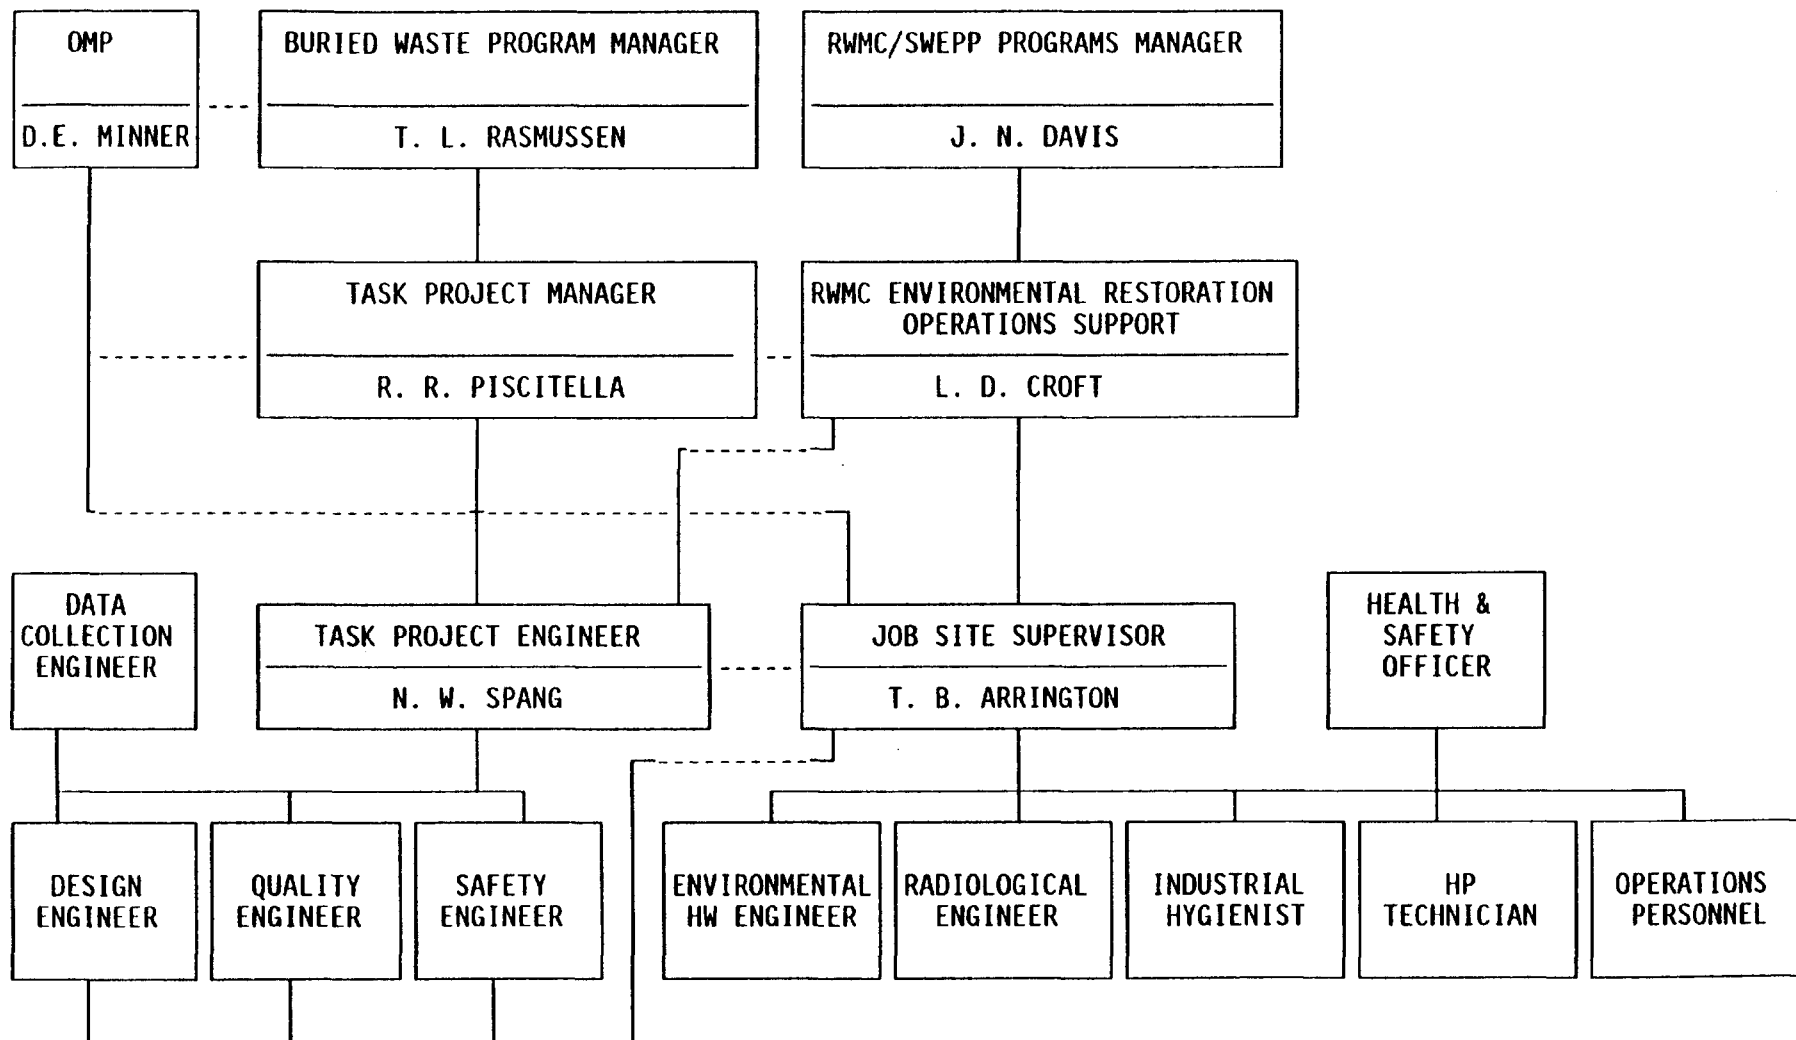 OMP
D.E. MINNER
BURIED WASTE PROGRAM MANAGER
T. L. RASMUSSEN
RWMC/SWEPP PROGRAMS MANAGER
J. N. DAVIS
TASK PROJECT MANAGER
R. R. PISCITELLA
RWMC ENVIRONMENTAL RESTORATION
OPERATIONS SUPPORT
L. D. CROFT
DATA
COLLECTION
ENGINEER
TASK PROJECT ENGINEER
N. W. SPANG
JOB SITE SUPERVISOR
T. B. ARRINGTON
HEALTH &
SAFETY
OFFICER
DESIGN
ENGINEER
QUALITY
ENGINEER
SAFETY
ENGINEER
ENVIRONMENTAL
HW ENGINEER
RADIOLOGICAL
ENGINEER
INDUSTRIAL
HYGIENIST
HP
TECHNICIAN
OPERATIONS
PERSONNEL